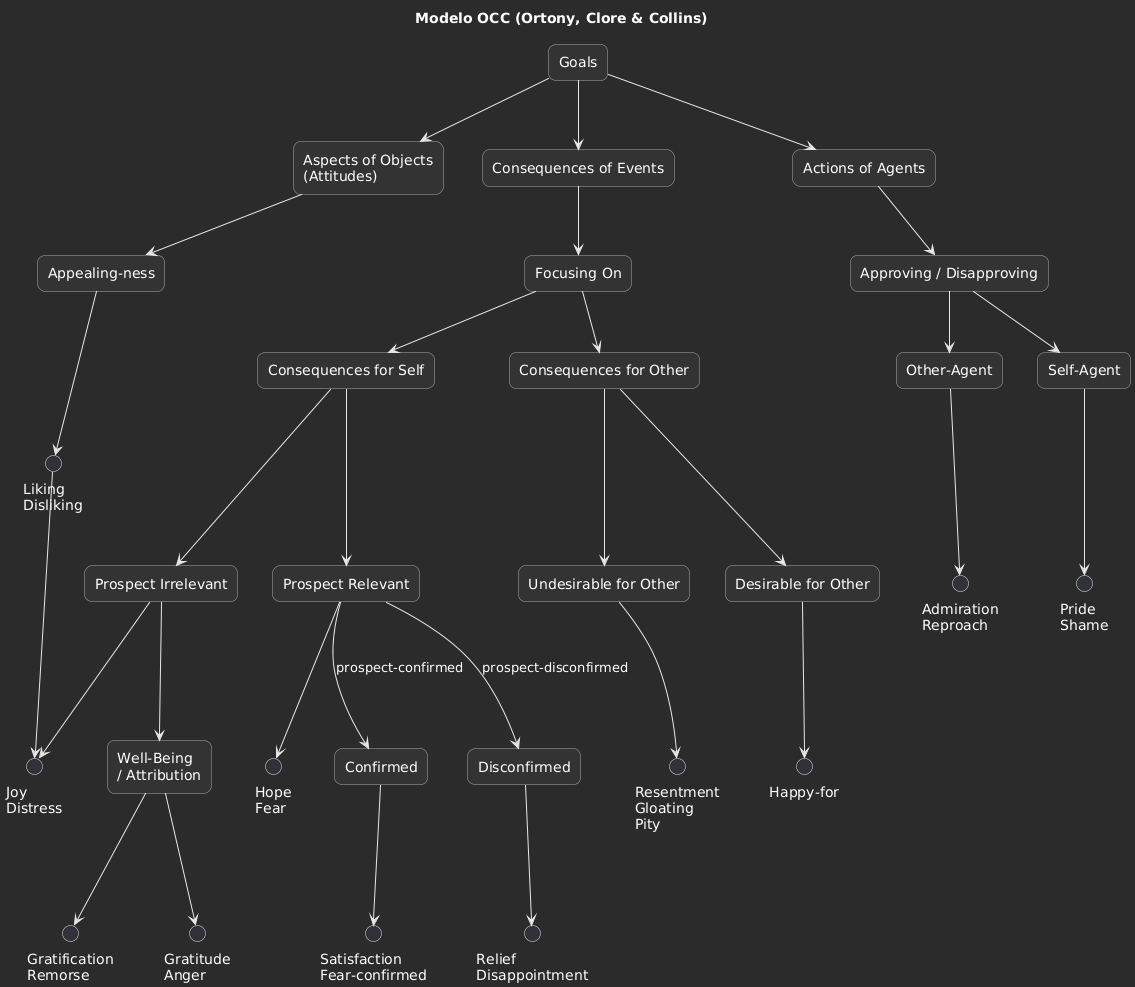 Modelo OCC (Ortony, Clore & Collins)
Goals
Aspects of Objects
(Attitudes)
Consequences of Events
Actions of Agents
Appealing-ness
Focusing On
Approving / Disapproving
Consequences for Self
Consequences for Other
Other-Agent
Self-Agent
Liking
Disliking
Prospect Irrelevant
Prospect Relevant
Undesirable for Other
Desirable for Other
Admiration
Reproach
Pride
Shame
prospect-confirmed
prospect-disconfirmed
Joy
Distress
Well-Being
/ Attribution
Hope
Fear
Confirmed
Disconfirmed
Resentment
Gloating
Pity
Happy-for
Gratification
Remorse
Gratitude
Anger
Satisfaction
Fear-confirmed
Relief
Disappointment